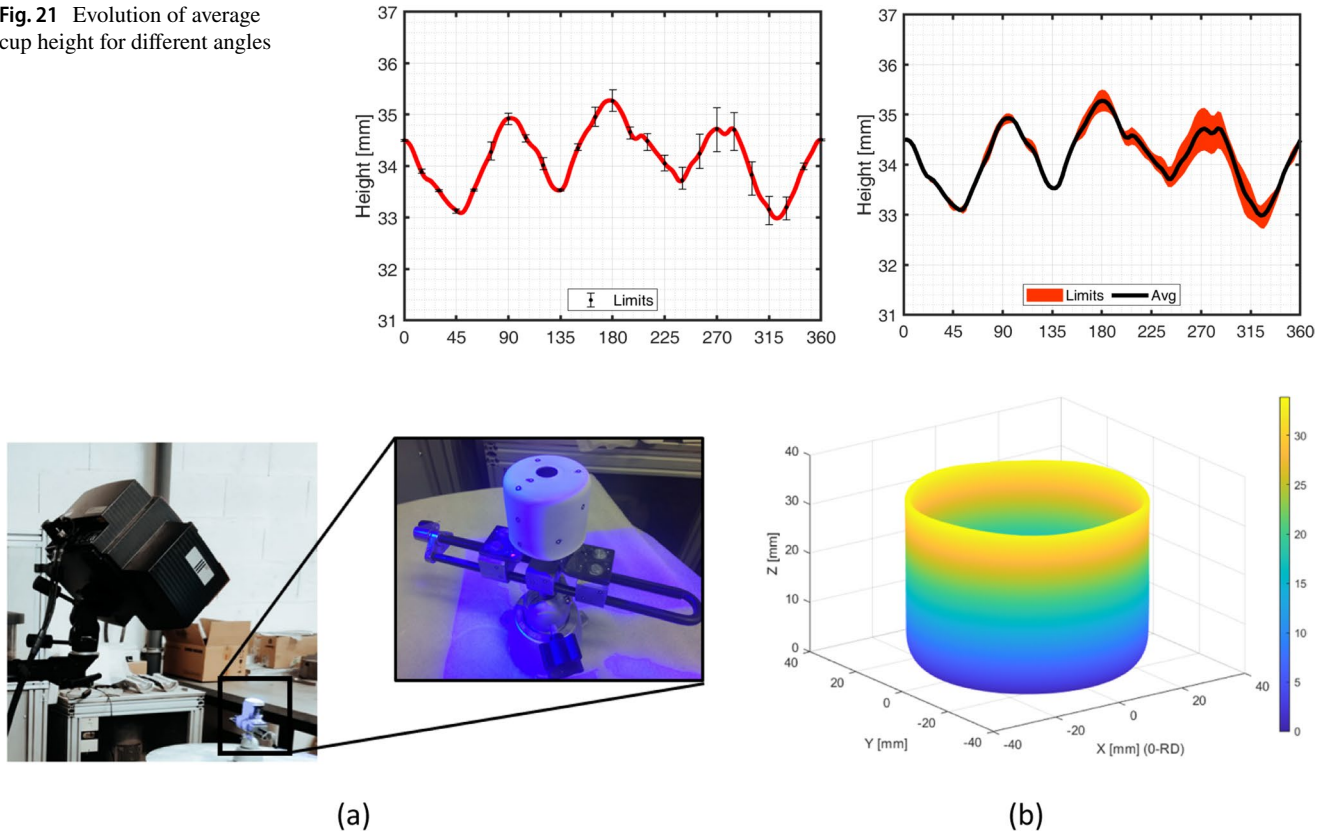 Fig. 21 Evolution of average
cup height for different angles
37
36
35
34
33
32
31
Height [mm]
Limits
0 45 90 135 180 225 270 315 360
37
36
35
34
33
32
31
Height [mm]
Limits Avg
0 45 90 135 180 225 270 315 360
40
30
20
10
0
Z [mm]
40
20
0
-20
-40
Y [mm]
-40
-20
0
20
40
X [mm] (0-RD)
30
25
20
15
10
5
0
(a)
(b)